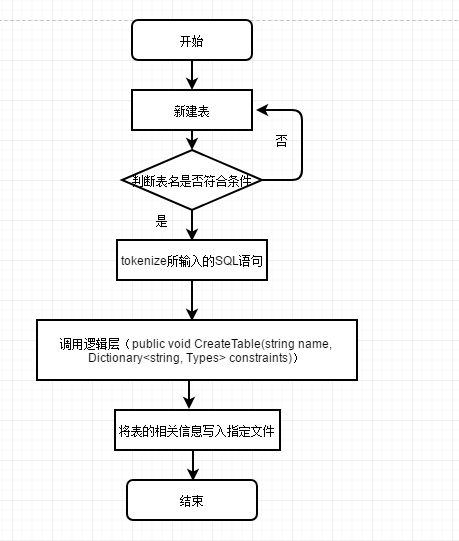 开始
新建表
否
判断表名是否符合条件
是
tokenize所输入的SQL语句
调用逻辑层（public void CreateTable(string name,
Dictionary<string, Types> constraints)）
将表的相关信息写入指定文件
结束